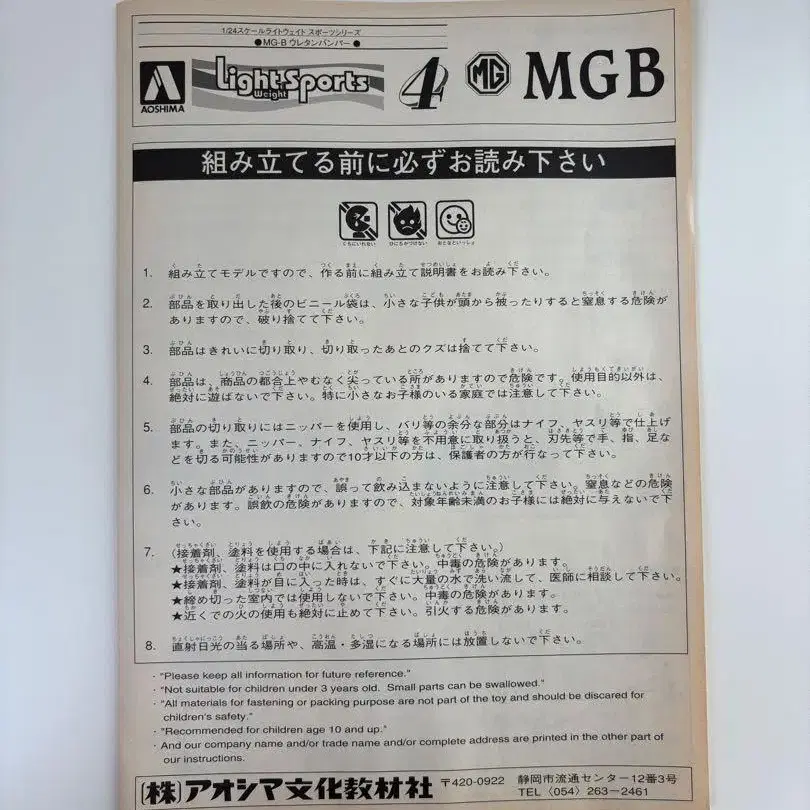 1/24スケールライトウェイト スポーツシリーズ
●MG-B ウレタンバンパー●
AOSHIMA
Light Weight Sports
4
MG
MGB
組み立てる前に必ずお読み下さい
くちにいれない
ひにちかづけない
おとなといっしょ
1. 組み立てモデルですので、作る前に組み立て説明書をお読み下さい。
2. 部品を取り出した後のビニール袋は、小さな子供が頭から被ったりすると窒息する危険が
ありますので、破り捨てて下さい。
3. 部品はきれいに切り取り、切り取ったあとのクズは捨てて下さい。
4. 部品は、商品の都合上やむなく尖っている所がありますので危険です。使用目的以外は、
絶対に遊ばないで下さい。特に小さなお子様のいる家庭では注意して下さい。
5. 部品の切り取りにはニッパーを使用し、バリ等の余分な部分はナイフ、ヤスリ等で仕上げ
ます。また、ニッパー、ナイフ、ヤスリ等を不用意に取り扱うと、刃先等で手、指、足な
どを切る可能性がありますので10才以下の方は、保護者の方が行なって下さい。
6. 小さな部品がありますので、誤って飲み込まないように注意して下さい。窒息などの危険
があります。誤飲の危険がありますので、対象年齢未満のお子様には絶対に与えないで下
さい。
7. (接着剤、塗料を使用する場合は、下記に注意して下さい。)
★接着剤、塗料は口の中に入れないで下さい。中毒の危険があります。
★接着剤、塗料が目に入った時は、すぐに大量の水で洗い流して、医師に相談して下さい。
★締め切った室内では使用しないで下さい。中毒の危険があります。
★近くでの火の使用も絶対に止めて下さい。引火する危険があります。
8. 直射日光の当る場所や、高温・多湿になる場所には放置しないで下さい。
· "Please keep all information for future reference."
· "Not suitable for children under 3 years old. Small parts can be swallowed."
· "All materials for fastening or packing purpose are not part of the toy and should be discared for
children's safety."
· "Recommended for children age 10 and up."
· And our company name and/or trade name and/or complete address are printed in the other part of
our instructions.
(株)アオシマ文化教材社
〒420-0922 静岡市流通センター12番3号
TEL〈054〉263-2461